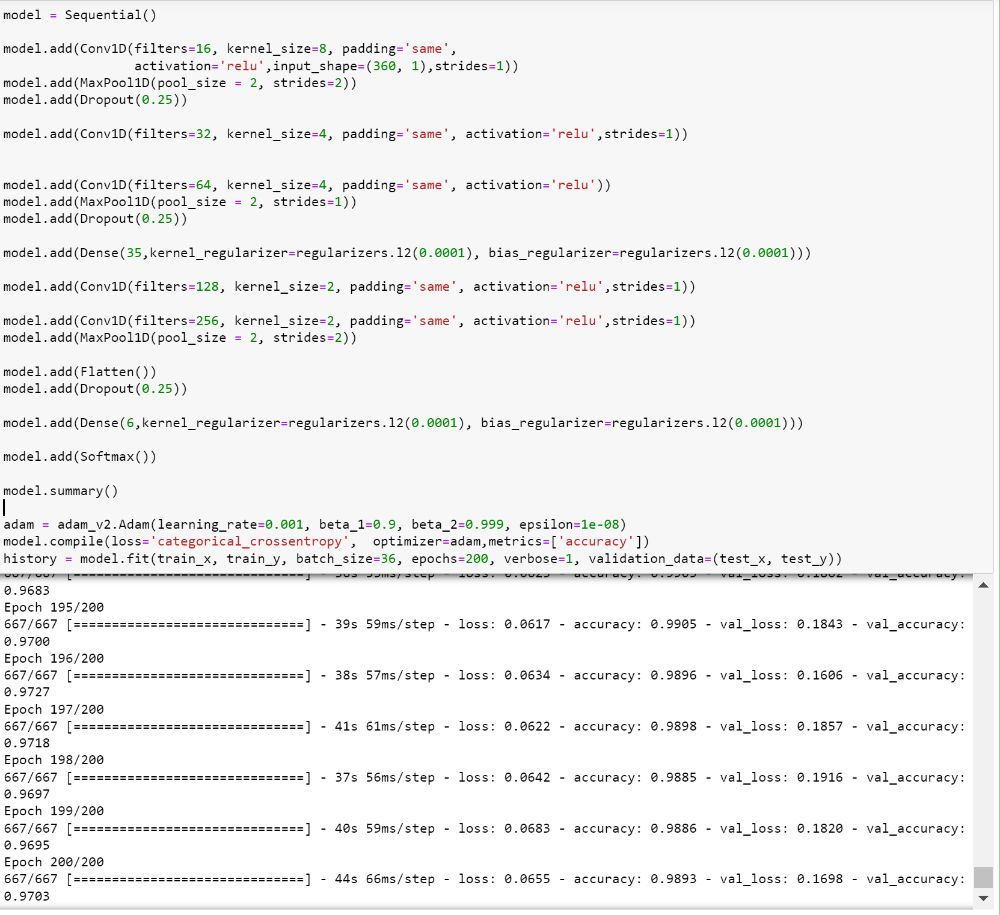 model = Sequential()
model.add(Conv1D(filters=16, kernel_size=8, padding='same',
activation='relu',input_shape=(360, 1),strides=1))
model.add(MaxPool1D(pool_size = 2, strides=2))
model.add(Dropout(0.25))
model.add(Conv1D(filters=32, kernel_size=4, padding='same', activation='relu',strides=1))
model.add(Conv1D(filters=64, kernel_size=4, padding='same', activation='relu'))
model.add(MaxPool1D(pool_size = 2, strides=1))
model.add(Dropout(0.25))
model.add(Dense(35,kernel_regularizer=regularizers.l2(0.0001), bias_regularizer=regularizers.l2(0.0001)))
model.add(Conv1D(filters=128, kernel_size=2, padding='same', activation='relu',strides=1))
model.add(Conv1D(filters=256, kernel_size=2, padding='same', activation='relu',strides=1))
model.add(MaxPool1D(pool_size = 2, strides=2))
model.add(Flatten())
model.add(Dropout(0.25))
model.add(Dense(6,kernel_regularizer=regularizers.l2(0.0001), bias_regularizer=regularizers.l2(0.0001)))
model.add(Softmax())
model.summary()
adam = adam_v2.Adam(learning_rate=0.001, beta_1=0.9, beta_2=0.999, epsilon=1e-08)
model.compile(loss='categorical_crossentropy',  optimizer=adam,metrics=['accuracy'])
history = model.fit(train_x, train_y, batch_size=36, epochs=200, verbose=1, validation_data=(test_x, test_y))
667/667 [==============================] - loss: - accuracy: - val_loss: - val_accuracy:
0.9683
Epoch 195/200
667/667 [==============================] - 39s 59ms/step - loss: 0.0617 - accuracy: 0.9905 - val_loss: 0.1843 - val_accuracy:
0.9700
Epoch 196/200
667/667 [==============================] - 38s 57ms/step - loss: 0.0634 - accuracy: 0.9896 - val_loss: 0.1606 - val_accuracy:
0.9727
Epoch 197/200
667/667 [==============================] - 41s 61ms/step - loss: 0.0622 - accuracy: 0.9898 - val_loss: 0.1857 - val_accuracy:
0.9718
Epoch 198/200
667/667 [==============================] - 37s 56ms/step - loss: 0.0642 - accuracy: 0.9885 - val_loss: 0.1916 - val_accuracy:
0.9697
Epoch 199/200
667/667 [==============================] - 40s 59ms/step - loss: 0.0683 - accuracy: 0.9886 - val_loss: 0.1820 - val_accuracy:
0.9695
Epoch 200/200
667/667 [==============================] - 44s 66ms/step - loss: 0.0655 - accuracy: 0.9893 - val_loss: 0.1698 - val_accuracy:
0.9703